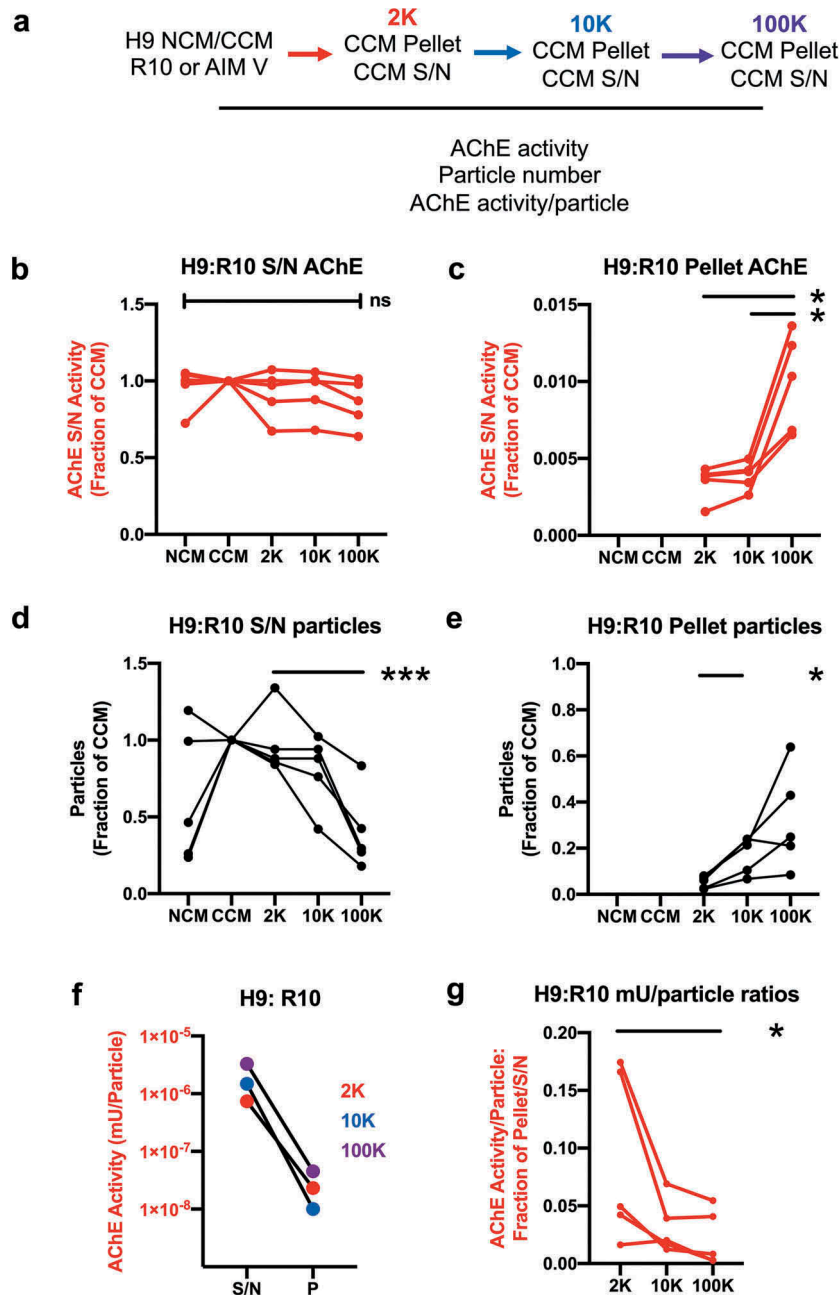 a
2K
10K
100K
H9 NCM/CCM
R10 or AIM V
CCM Pellet
CCM S/N
CCM Pellet
CCM S/N
CCM Pellet
CCM S/N
AChE activity
Particle number
AChE activity/particle
b
H9:R10 S/N AChE
AChE S/N Activity
(Fraction of CCM)
1.5
1.0
0.5
0.0
ns
NCM CCM 2K 10K 100K
c
H9:R10 Pellet AChE
AChE S/N Activity
(Fraction of CCM)
0.015
0.010
0.005
0.000
*
*
NCM CCM 2K 10K 100K
d
H9:R10 S/N particles
Particles
(Fraction of CCM)
1.5
1.0
0.5
0.0
***
NCM CCM 2K 10K 100K
e
H9:R10 Pellet particles
Particles
(Fraction of CCM)
1.0
0.8
0.6
0.4
0.2
0.0
*
NCM CCM 2K 10K 100K
f
H9: R10
AChE Activity (mU/Particle)
1×10⁻⁵
1×10⁻⁶
1×10⁻⁷
1×10⁻⁸
2K
10K
100K
S/N P
g
H9:R10 mU/particle ratios
AChE Activity/Particle:
Fraction of Pellet/S/N
0.20
0.15
0.10
0.05
0.00
*
2K 10K 100K